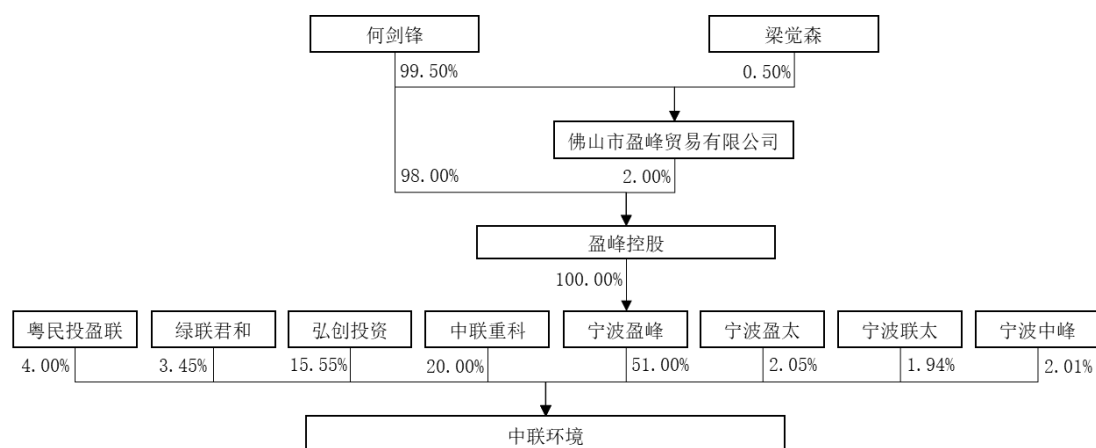 何剑锋
梁觉森
99.50%
0.50%
佛山市盈峰贸易有限公司
98.00%
2.00%
盈峰控股
100.00%
粤民投盈联
绿联君和
弘创投资
中联重科
宁波盈峰
宁波盈太
宁波联太
宁波中峰
4.00%
3.45%
15.55%
20.00%
51.00%
2.05%
1.94%
2.01%
中联环境